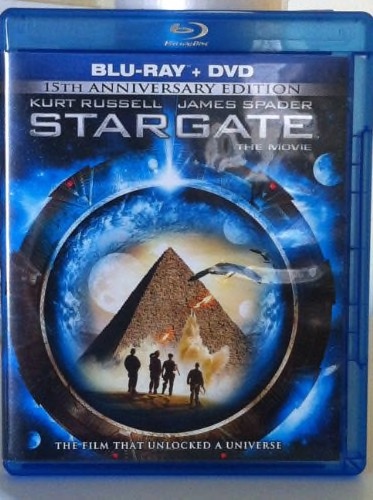 Blu-ray Disc
BLU-RAY + DVD
15TH ANNIVERSARY EDITION
KURT RUSSELL JAMES SPADER
STARGATE
THE MOVIE
THE FILM THAT UNLOCKED A UNIVERSE